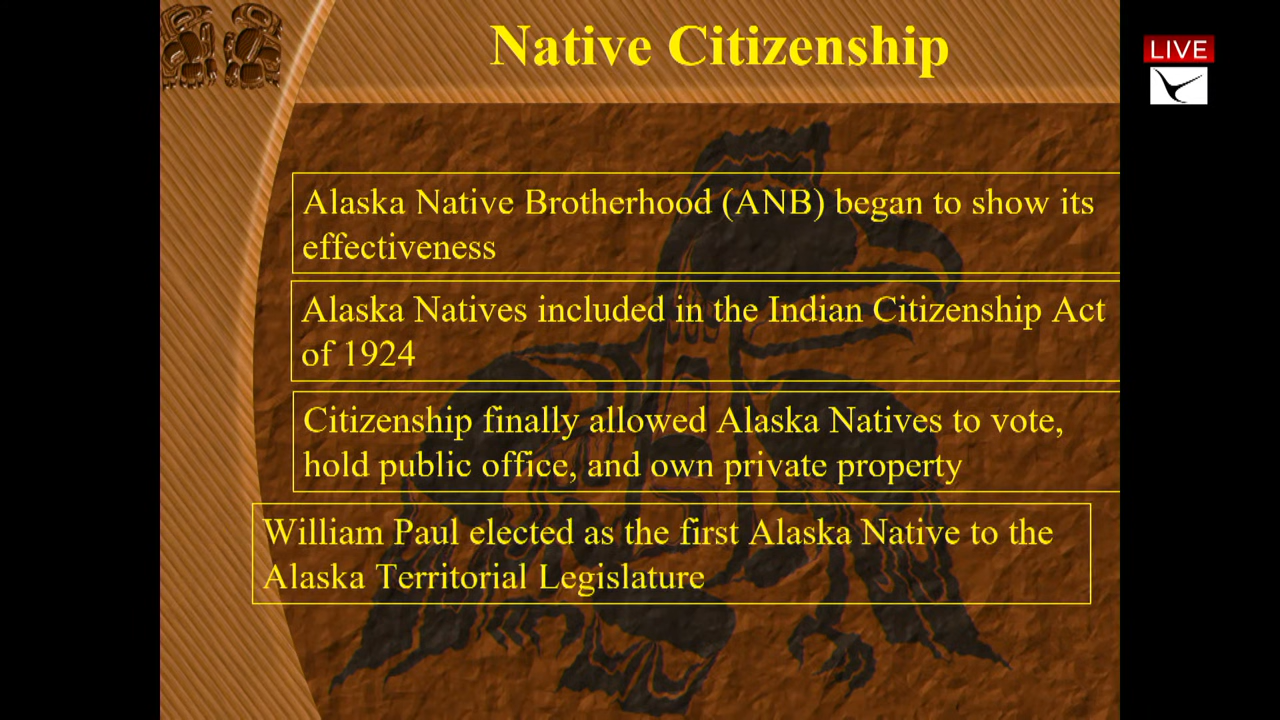 Native Citizenship
LIVE
Alaska Native Brotherhood (ANB) began to show its
effectiveness
Alaska Natives included in the Indian Citizenship Act
of 1924
Citizenship finally allowed Alaska Natives to vote,
hold public office, and own private property
William Paul elected as the first Alaska Native to the
Alaska Territorial Legislature